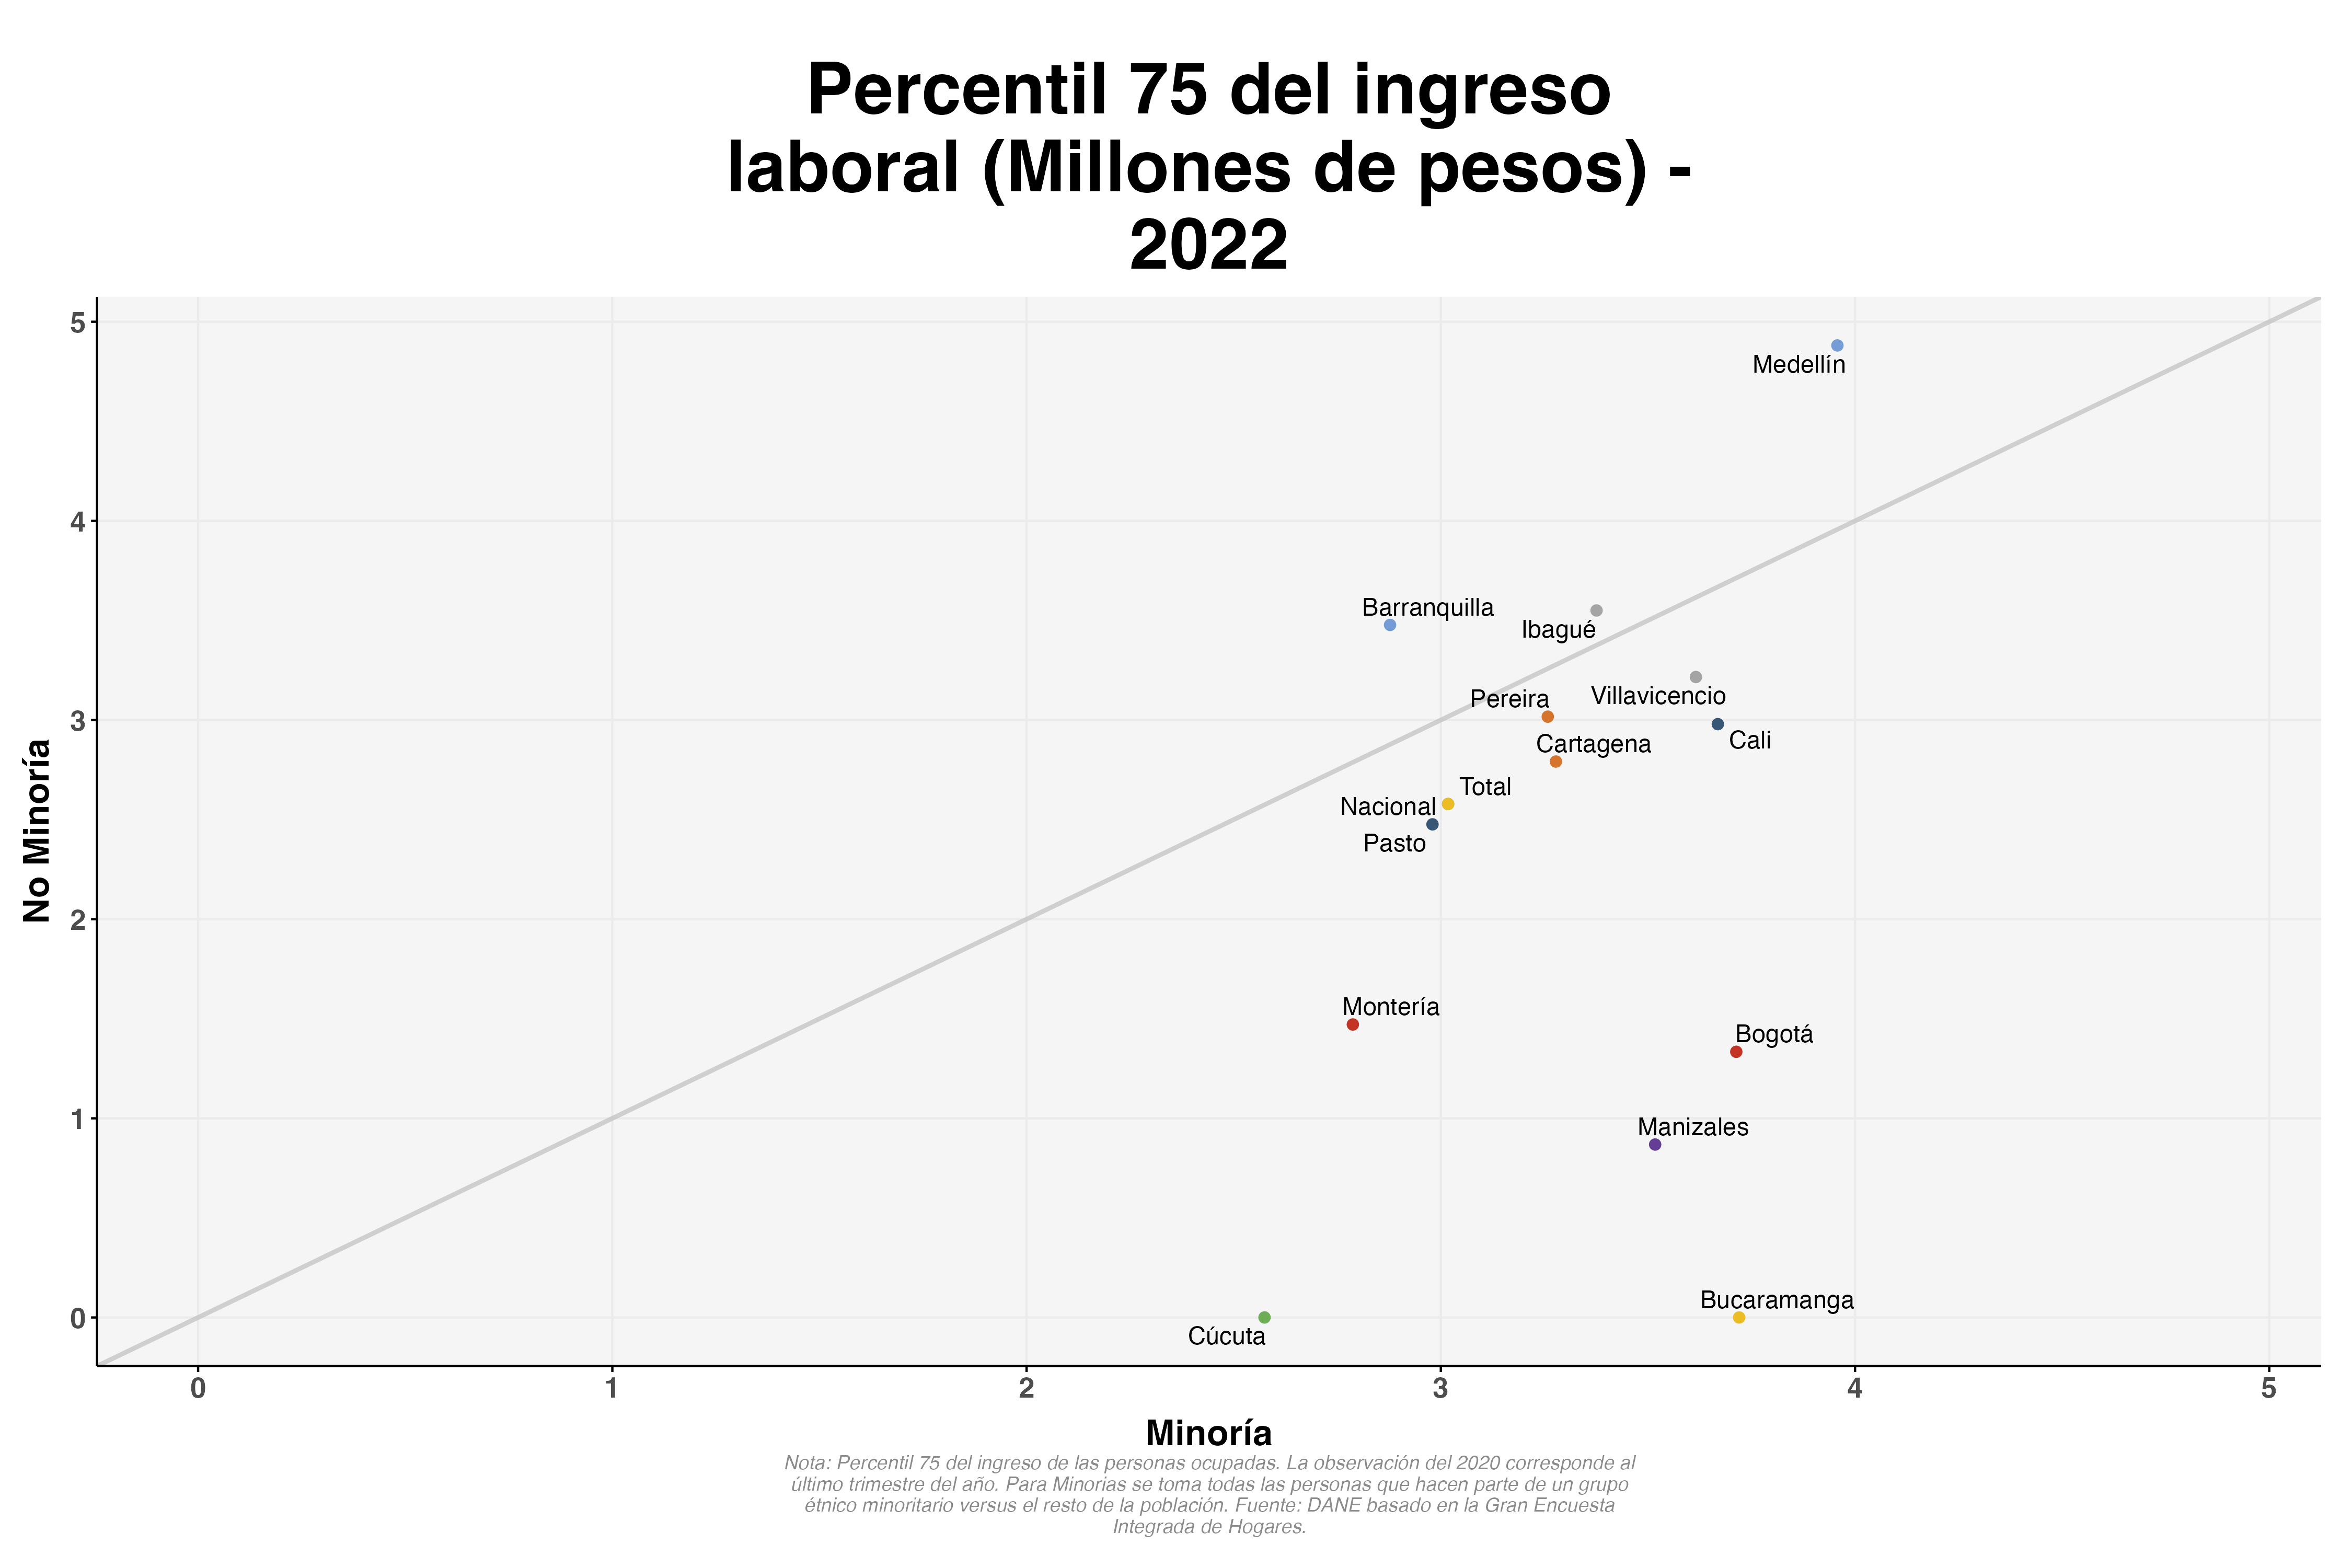 Percentil 75 del ingreso
laboral (Millones de pesos) -
2022
5
4
3
2
1
0
No Minoría
Medellín
Barranquilla
Ibagué
Villavicencio
Pereira
Cali
Cartagena
Total
Nacional
Pasto
Montería
Bogotá
Manizales
Bucaramanga
Cúcuta
0 1 2 3 4 5
Minoría
Nota: Percentil 75 del ingreso de las personas ocupadas. La observación del 2020 corresponde al
último trimestre del año. Para Minorias se toma todas las personas que hacen parte de un grupo
étnico minoritario versus el resto de la población. Fuente: DANE basado en la Gran Encuesta
Integrada de Hogares.